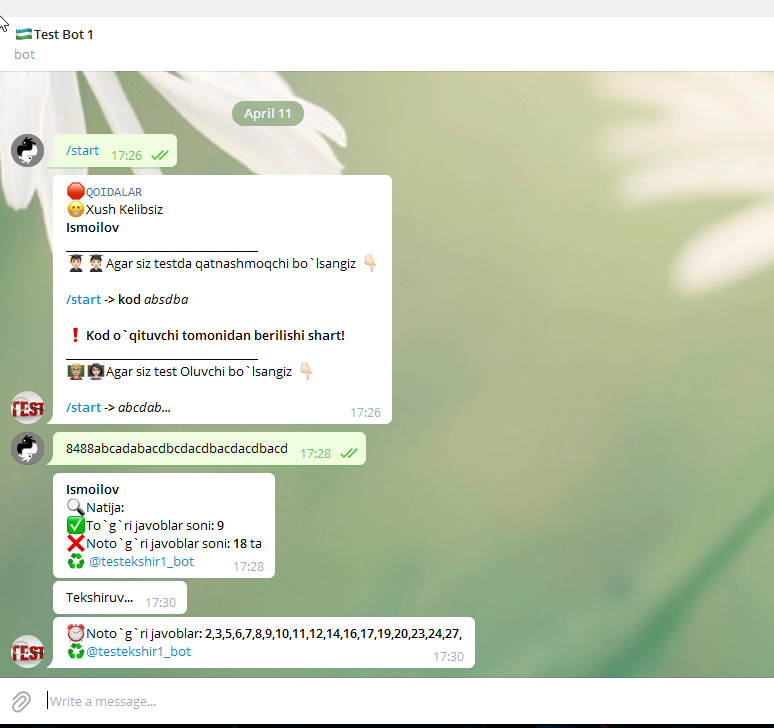 Test Bot 1
bot
April 11
/start 17:26
QOIDALAR
Xush Kelibsiz
Ismoilov
________________________________
Agar siz testda qatnashmoqchi bo`lsangiz
/start -> kod absdba
Kod o`qituvchi tomonidan berilishi shart!
________________________________
Agar siz test Oluvchi bo`lsangiz
/start -> abcdab...
17:26
TEST
8488abcadabacdbcdacdbacdacdbacd 17:28
Ismoilov
Natija:
To`g`ri javoblar soni: 9
Noto`g`ri javoblar soni: 18 ta
@testekshir1_bot 17:28
Tekshiruv... 17:30
Noto`g`ri javoblar: 2,3,5,6,7,8,9,10,11,12,14,16,17,19,20,23,24,27,
@testekshir1_bot
17:30
TEST
Write a message...